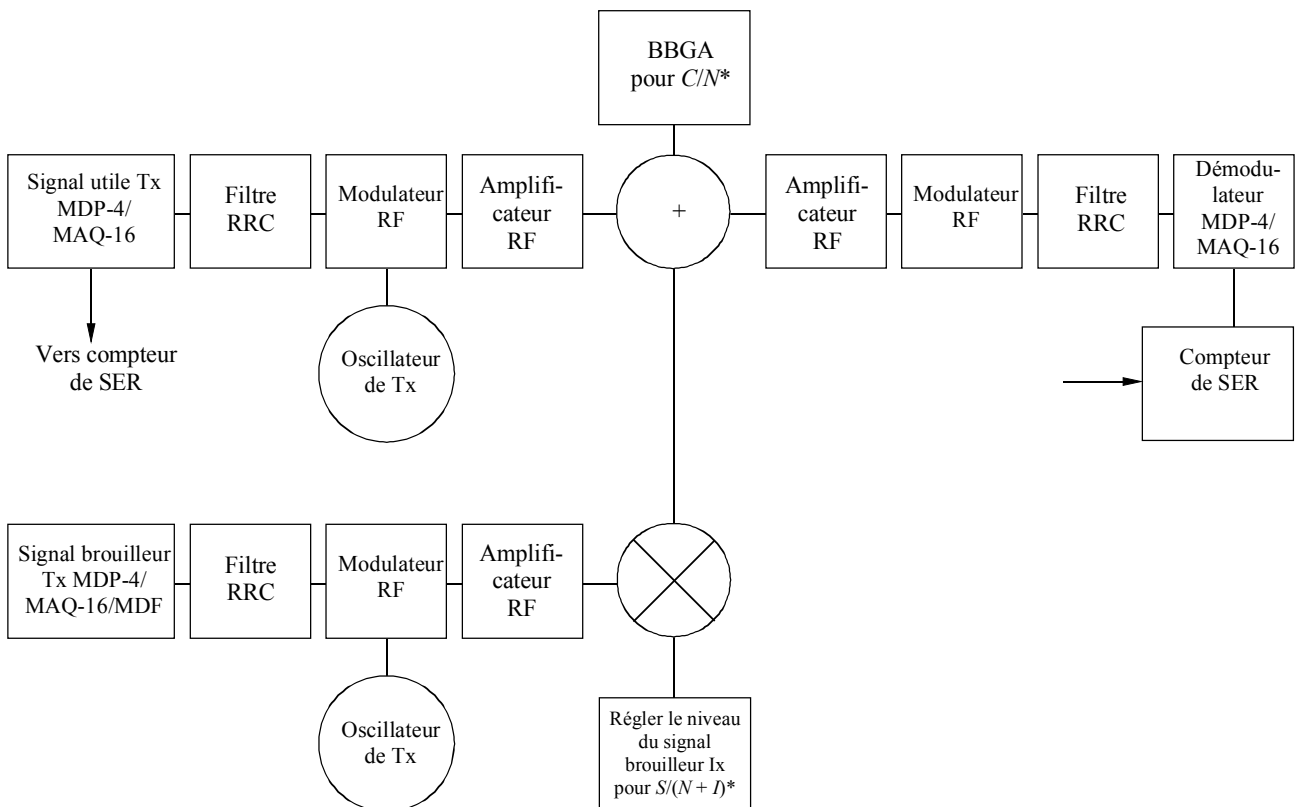 BBGA
pour C/N*
Signal utile Tx
MDP-4/
MAQ-16
Filtre
RRC
Modulateur
RF
Amplifi-
cateur
RF
+
Amplifi-
cateur
RF
Modulateur
RF
Filtre
RRC
Démodu-
lateur
MDP-4/
MAQ-16
Vers compteur
de SER
Oscillateur
de Tx
Compteur
de SER
Signal brouilleur
Tx MDP-4/
MAQ-16/MDF
Filtre
RRC
Modulateur
RF
Amplifi-
cateur
RF
Oscillateur
de Tx
Régler le niveau
du signal
brouilleur Ix
pour S/(N + I)*